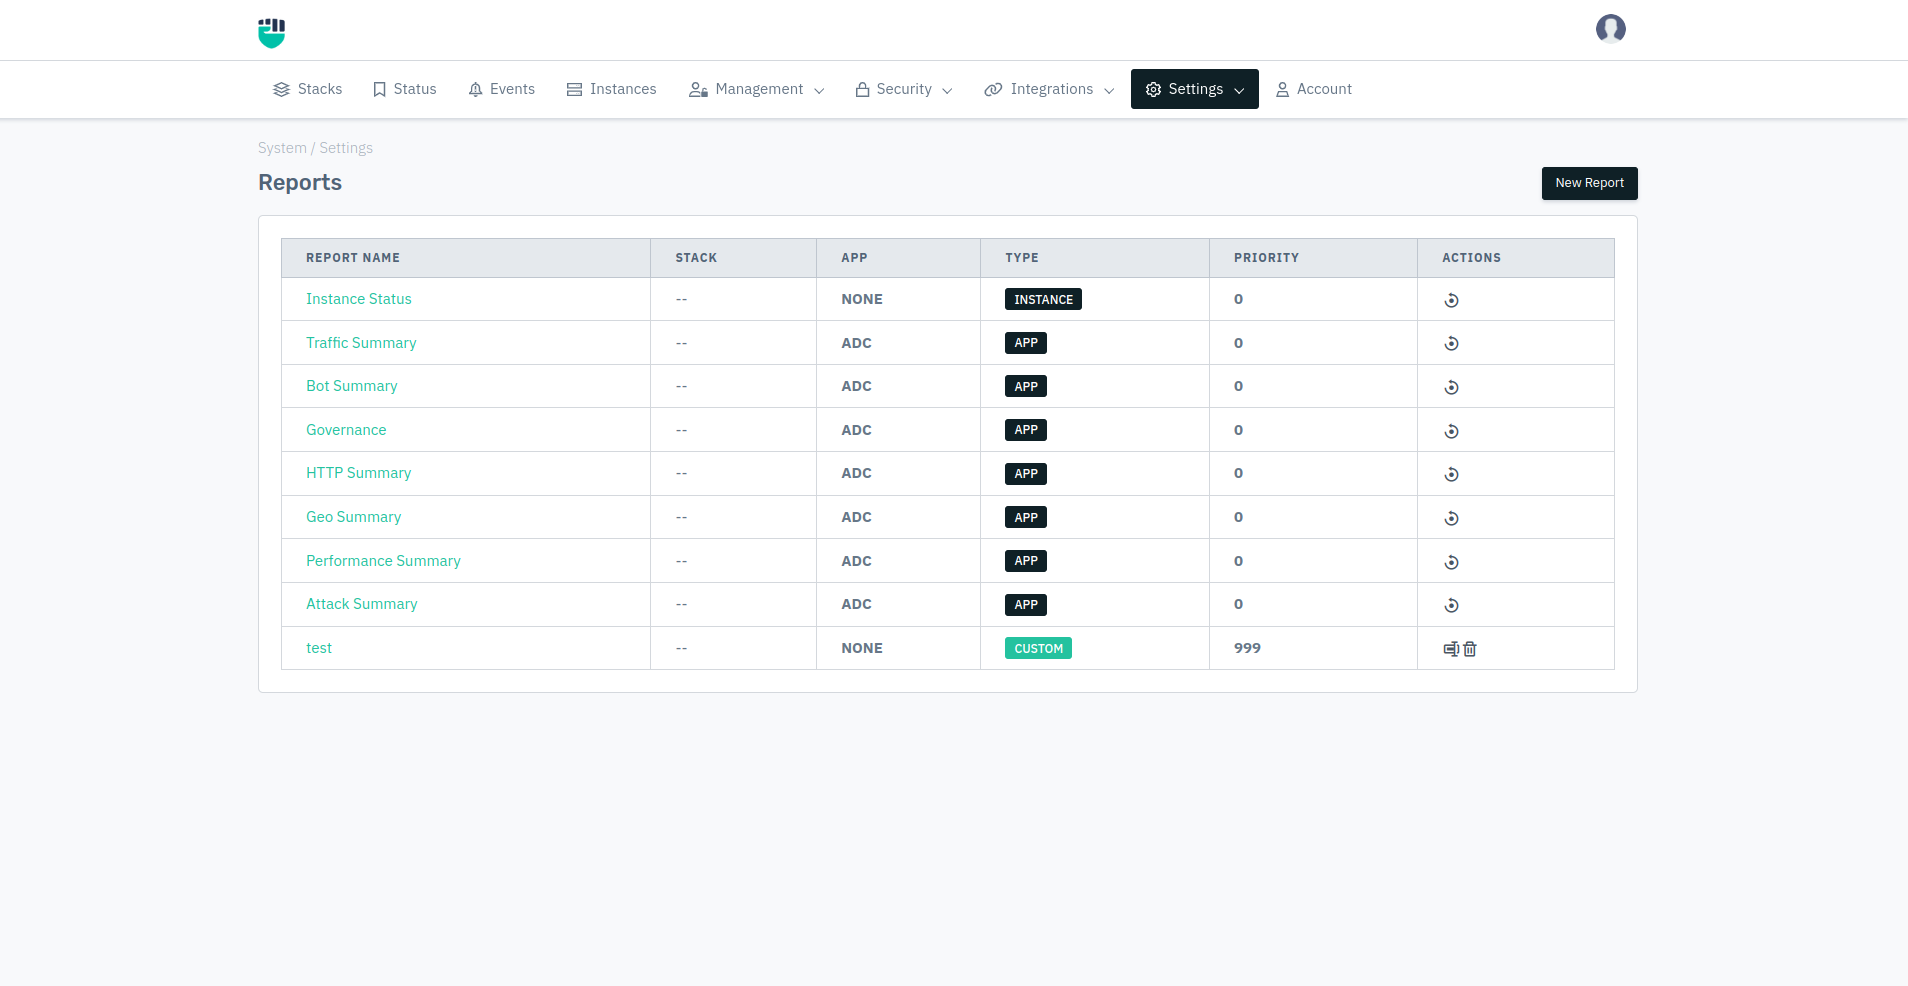 Stacks Status Events Instances Management Security Integrations Settings Account
System / Settings
Reports
New Report
REPORT NAME STACK APP TYPE PRIORITY ACTIONS
Instance Status -- NONE INSTANCE 0
Traffic Summary -- ADC APP 0
Bot Summary -- ADC APP 0
Governance -- ADC APP 0
HTTP Summary -- ADC APP 0
Geo Summary -- ADC APP 0
Performance Summary -- ADC APP 0
Attack Summary -- ADC APP 0
test -- NONE CUSTOM 999